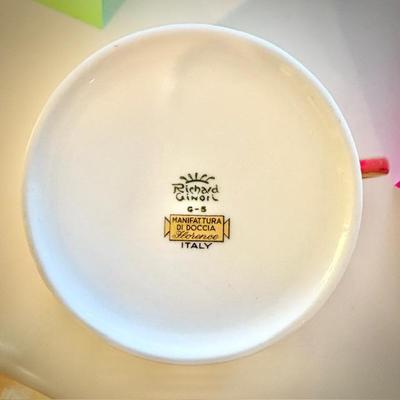 Richard
GINORI
G-5
MANIFATTURA
DI DOCCIA
Florence
ITALY